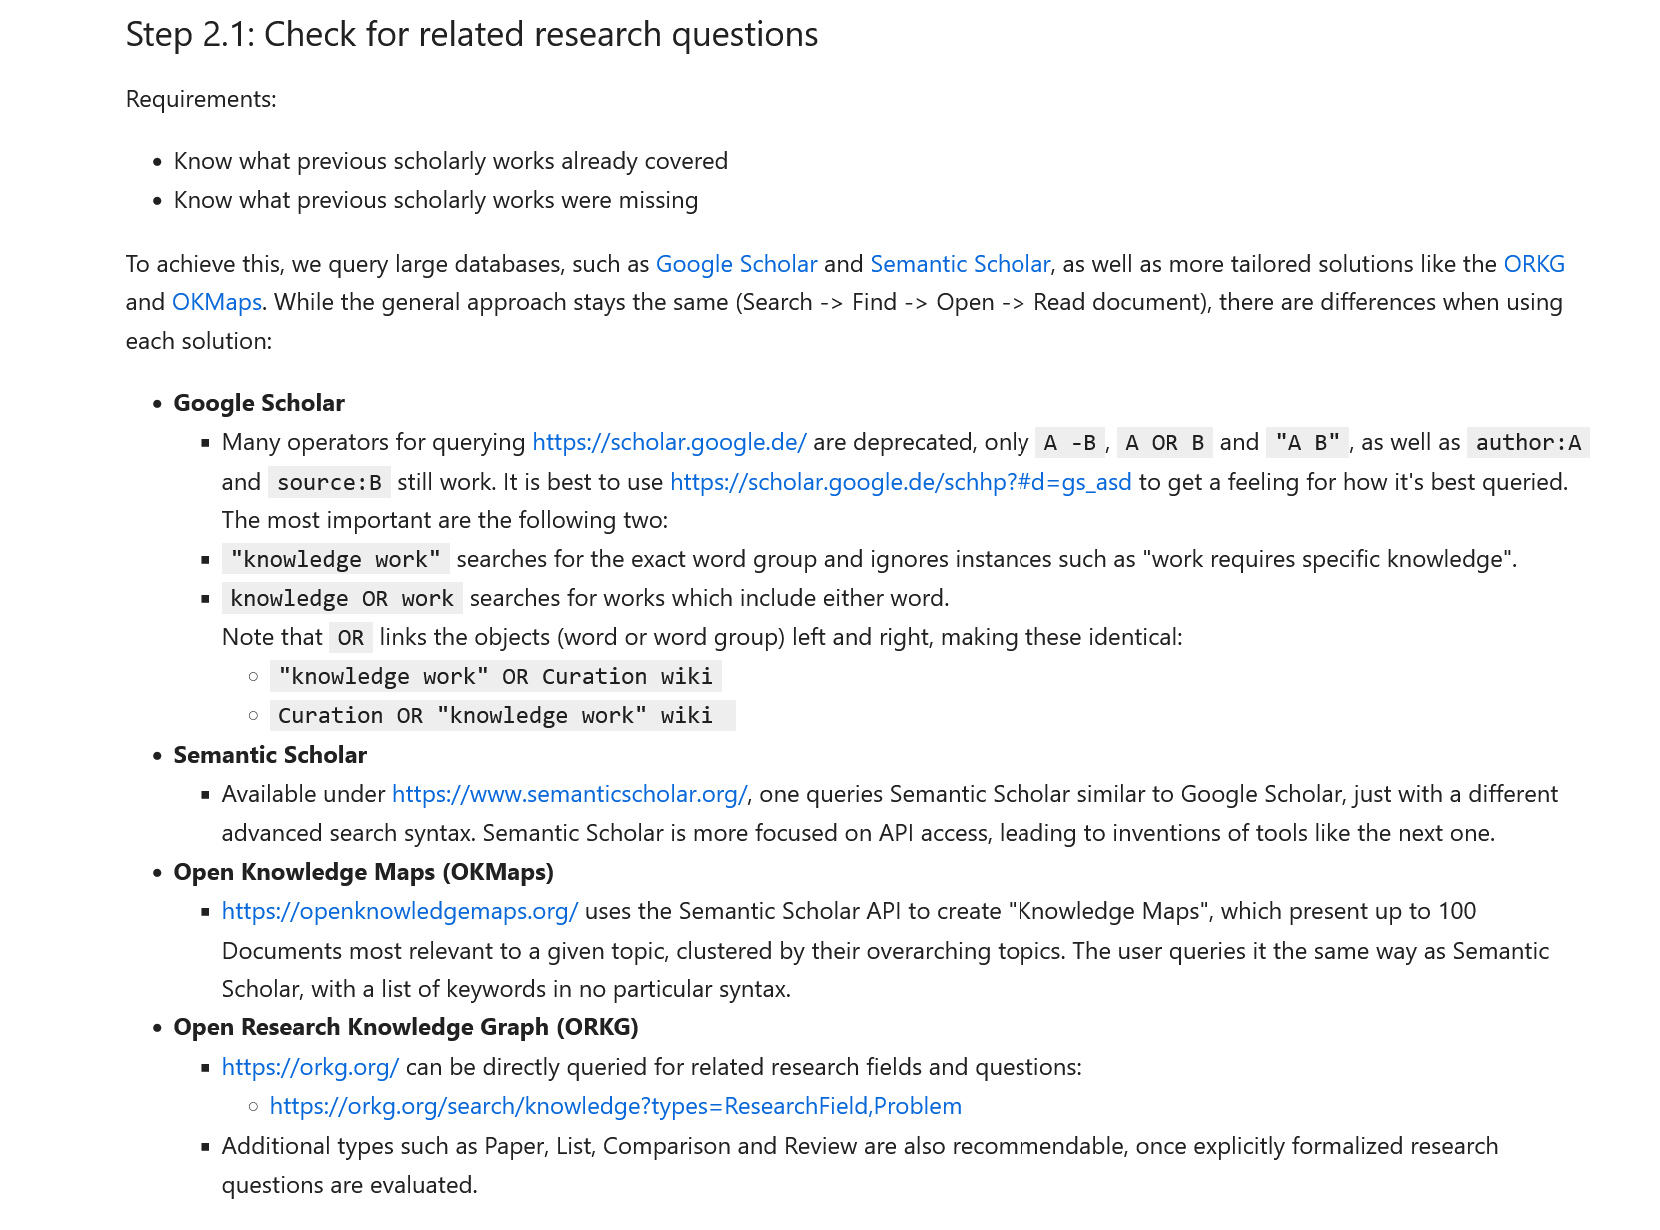 Step 2.1: Check for related research questions
Requirements:
• Know what previous scholarly works already covered
• Know what previous scholarly works were missing
To achieve this, we query large databases, such as Google Scholar and Semantic Scholar, as well as more tailored solutions like the ORKG
and OKMaps. While the general approach stays the same (Search -> Find -> Open -> Read document), there are differences when using
each solution:
• Google Scholar
▪ Many operators for querying https://scholar.google.de/ are deprecated, only A -B, A OR B and "A B", as well as author:A
and source:B still work. It is best to use https://scholar.google.de/schhp?#d=gs_asd to get a feeling for how it's best queried.
The most important are the following two:
▪ "knowledge work" searches for the exact word group and ignores instances such as "work requires specific knowledge".
▪ knowledge OR work searches for works which include either word.
Note that OR links the objects (word or word group) left and right, making these identical:
○ "knowledge work" OR Curation wiki
○ Curation OR "knowledge work" wiki
• Semantic Scholar
▪ Available under https://www.semanticscholar.org/, one queries Semantic Scholar similar to Google Scholar, just with a different
advanced search syntax. Semantic Scholar is more focused on API access, leading to inventions of tools like the next one.
• Open Knowledge Maps (OKMaps)
▪ https://openknowledgemaps.org/ uses the Semantic Scholar API to create "Knowledge Maps", which present up to 100
Documents most relevant to a given topic, clustered by their overarching topics. The user queries it the same way as Semantic
Scholar, with a list of keywords in no particular syntax.
• Open Research Knowledge Graph (ORKG)
▪ https://orkg.org/ can be directly queried for related research fields and questions:
○ https://orkg.org/search/knowledge?types=ResearchField,Problem
▪ Additional types such as Paper, List, Comparison and Review are also recommendable, once explicitly formalized research
questions are evaluated.